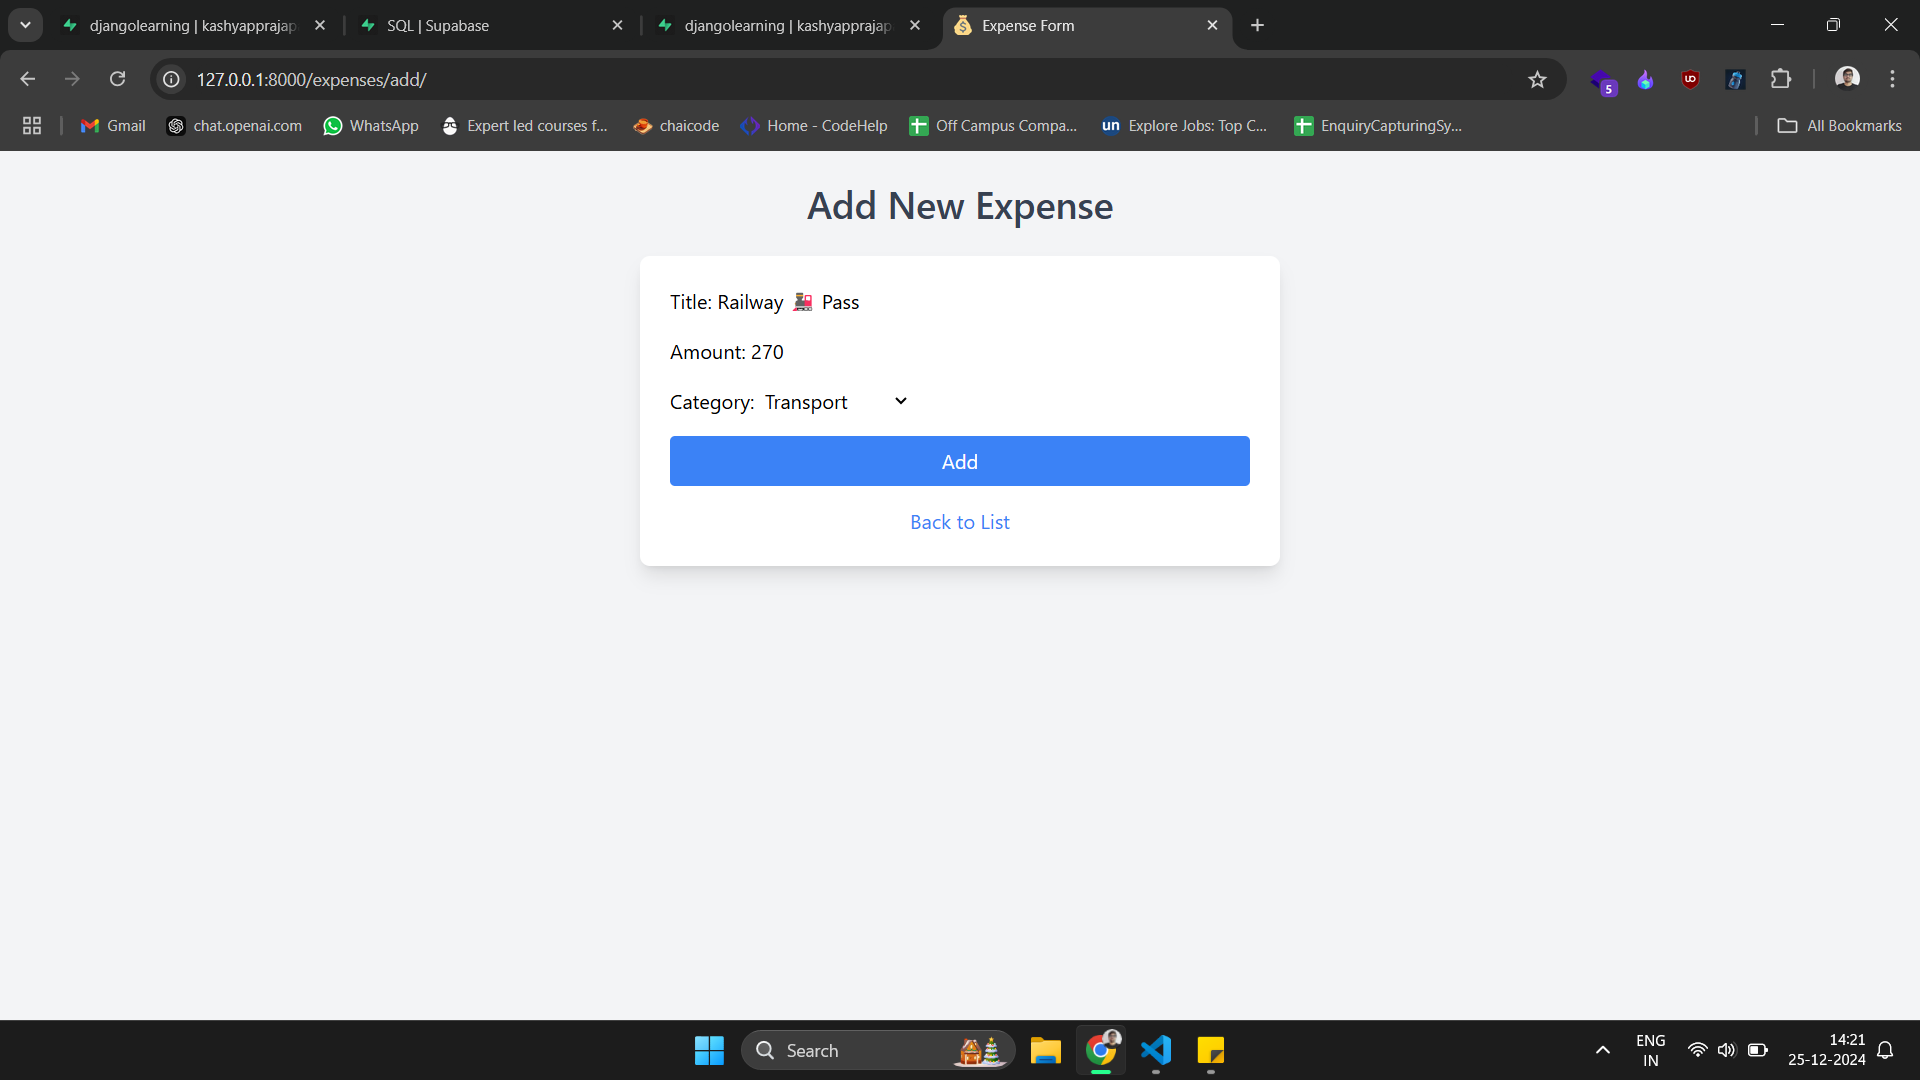 djangolearning | kashyapprajap
SQL | Supabase
djangolearning | kashyapprajap
Expense Form
127.0.0.1:8000/expenses/add/
5
Gmail
chat.openai.com
WhatsApp
Expert led courses f...
chaicode
Home - CodeHelp
Off Campus Compa...
un
Explore Jobs: Top C...
EnquiryCapturingSy...
All Bookmarks
Add New Expense
Title: Railway 🚂 Pass
Amount: 270
Category: Transport
Add
Back to List
Search
ENG
IN
14:21
25-12-2024